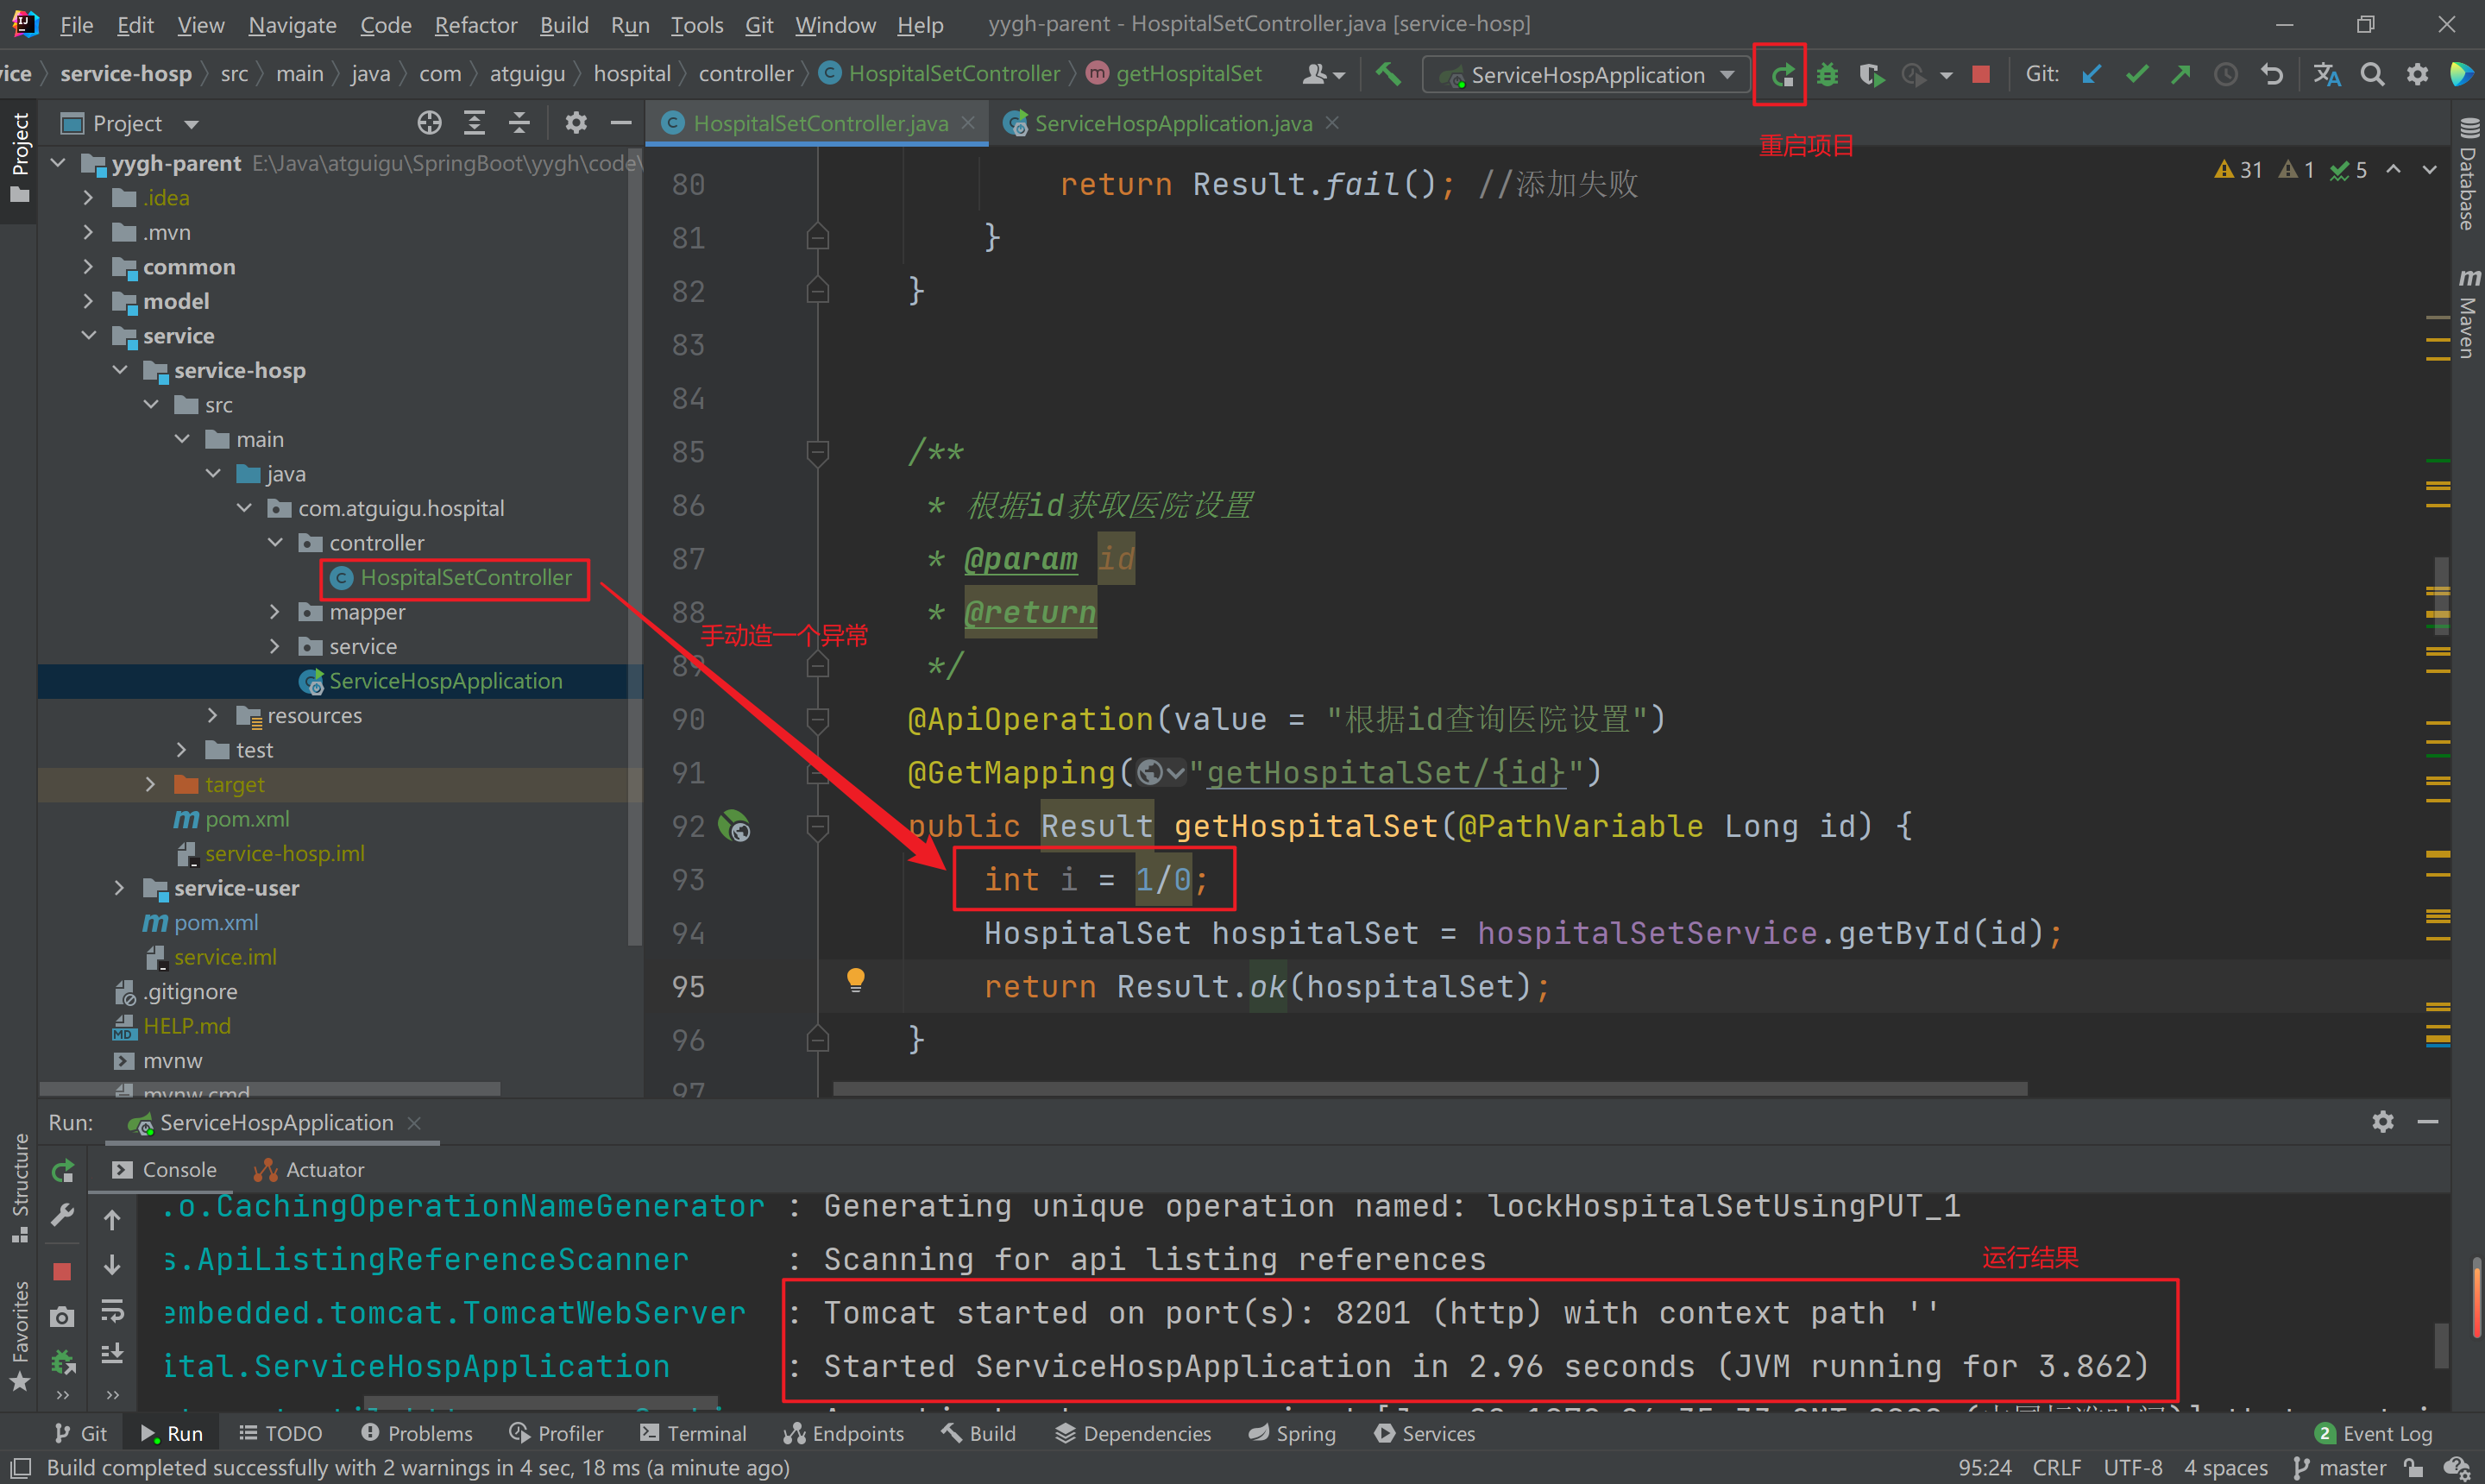 File Edit View Navigate Code Refactor Build Run Tools Git Window Help yygh-parent - HospitalSetController.java [service-hosp]
ice service-hosp src main java com atguigu hospital controller HospitalSetController getHospitalSet ServiceHospApplication Git:
Project HospitalSetController.java ServiceHospApplication.java
重启项目
yygh-parent E:\Java\atguigu\SpringBoot\yygh\code\
.idea
.mvn
common
model
service
service-hosp
src
main
java
com.atguigu.hospital
controller
HospitalSetController
mapper
service
ServiceHospApplication
resources
test
target
pom.xml
service-hosp.iml
service-user
pom.xml
service.iml
.gitignore
HELP.md
mvnw
mvnw.cmd
Project
Structure
Favorites
31 1 5
80 return Result.fail(); //添加失败
81 }
82 }
83
84
85 /**
86 * 根据id获取医院设置
87 * @param id
88 * @return
手动造一个异常
89 */
90 @ApiOperation(value = "根据id查询医院设置")
91 @GetMapping("getHospitalSet/{id}")
92 public Result getHospitalSet(@PathVariable Long id) {
93 int i = 1/0;
94 HospitalSet hospitalSet = hospitalSetService.getById(id);
95 return Result.ok(hospitalSet);
96 }
97
Database
Maven
Run: ServiceHospApplication
Console Actuator
.o.CachingOperationNameGenerator : Generating unique operation named: lockHospitalSetUsingPUT_1
s.ApiListingReferenceScanner : Scanning for api listing references
运行结果
embedded.tomcat.TomcatWebServer : Tomcat started on port(s): 8201 (http) with context path ''
ital.ServiceHospApplication : Started ServiceHospApplication in 2.96 seconds (JVM running for 3.862)
Git Run TODO Problems Profiler Terminal Endpoints Build Dependencies Spring Services 2 Event Log
Build completed successfully with 2 warnings in 4 sec, 18 ms (a minute ago) 95:24 CRLF UTF-8 4 spaces master